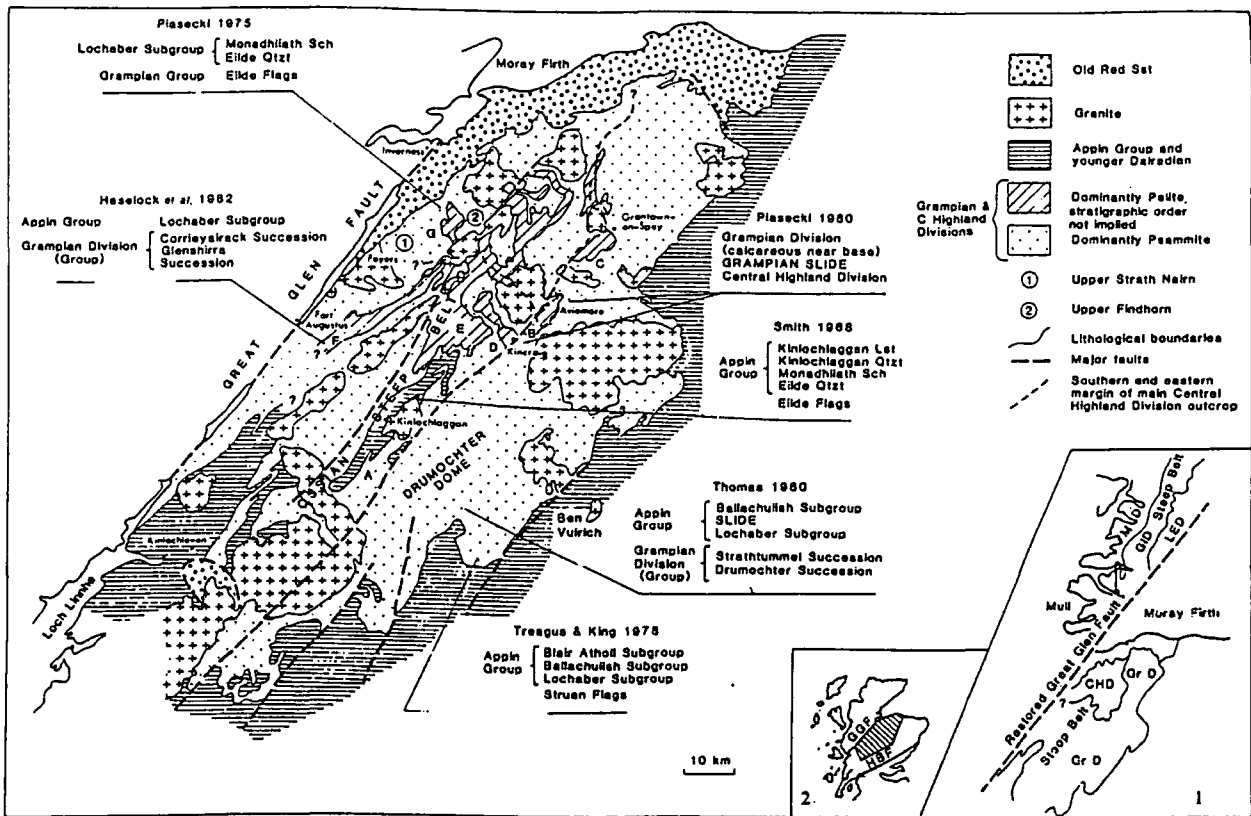 Piasecki 1975
Lochaber Subgroup { Monadhliath Sch
Eilde Qtzt
Grampian Group Eilde Flags
Haselock et al. 1982
Appin Group Lochaber Subgroup
Grampian Division (Group) { Corrieyairack Succession
Glenshirra Succession
Moray Firth
Inverness
GREAT GLEN FAULT
Foyers
Fort Augustus
Grantown-on-Spey
Aviemore
Kincraig
1
2
G
C
B
F
E
D
A
?
STEEP BELT
Kinlochlaggan
DRUMOCHTER DOME
Ben Vuirich
Kinlochleven
Loch Linnhe
Piasecki 1980
Grampian Division
(calcareous near base)
GRAMPIAN SLIDE
Central Highland Division
Smith 1968
Appin Group { Kinlochlaggan Lst
Kinlochlaggan Qtzt
Monadhliath Sch
Eilde Qtzt
Eilde Flags
Thomas 1980
Appin Group { Ballachulish Subgroup
SLIDE
Lochaber Subgroup
Grampian Division (Group) { Strathtummel Succession
Drumochter Succession
Treagus & King 1978
Appin Group { Blair Atholl Subgroup
Ballachulish Subgroup
Lochaber Subgroup
Struan Flags
10 km
Old Red Sst
Granite
Appin Group and
younger Dalradian
Grampian &
C Highland
Divisions
Dominantly Pelite,
stratigraphic order
not implied
Dominantly Psammite
1 Upper Strath Nairn
2 Upper Findhorn
Lithological boundaries
Major faults
Southern and eastern
margin of main Central
Highland Division outcrop
GGF
HBF
2.
Steep Belt
GID
LED
Mull
Restored Great Glen Fault
Moray Firth
CHD
Gr D
?
Steep Belt
Gr D
1